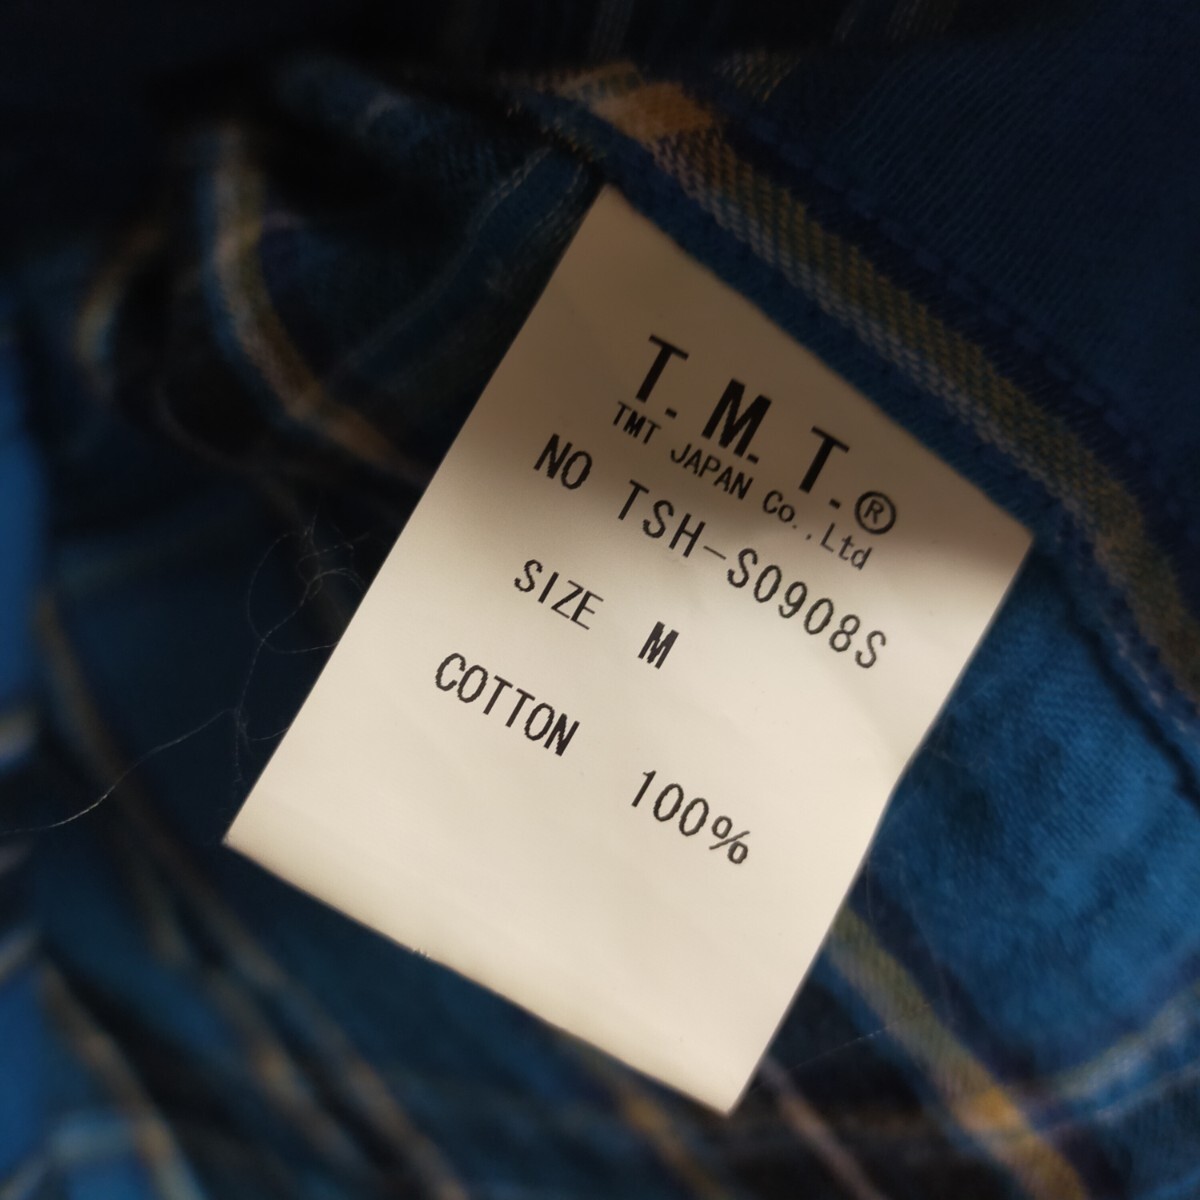 T.M.T.®
TMT JAPAN Co.,Ltd
NO TSH-S0908S
SIZE M
COTTON 100%